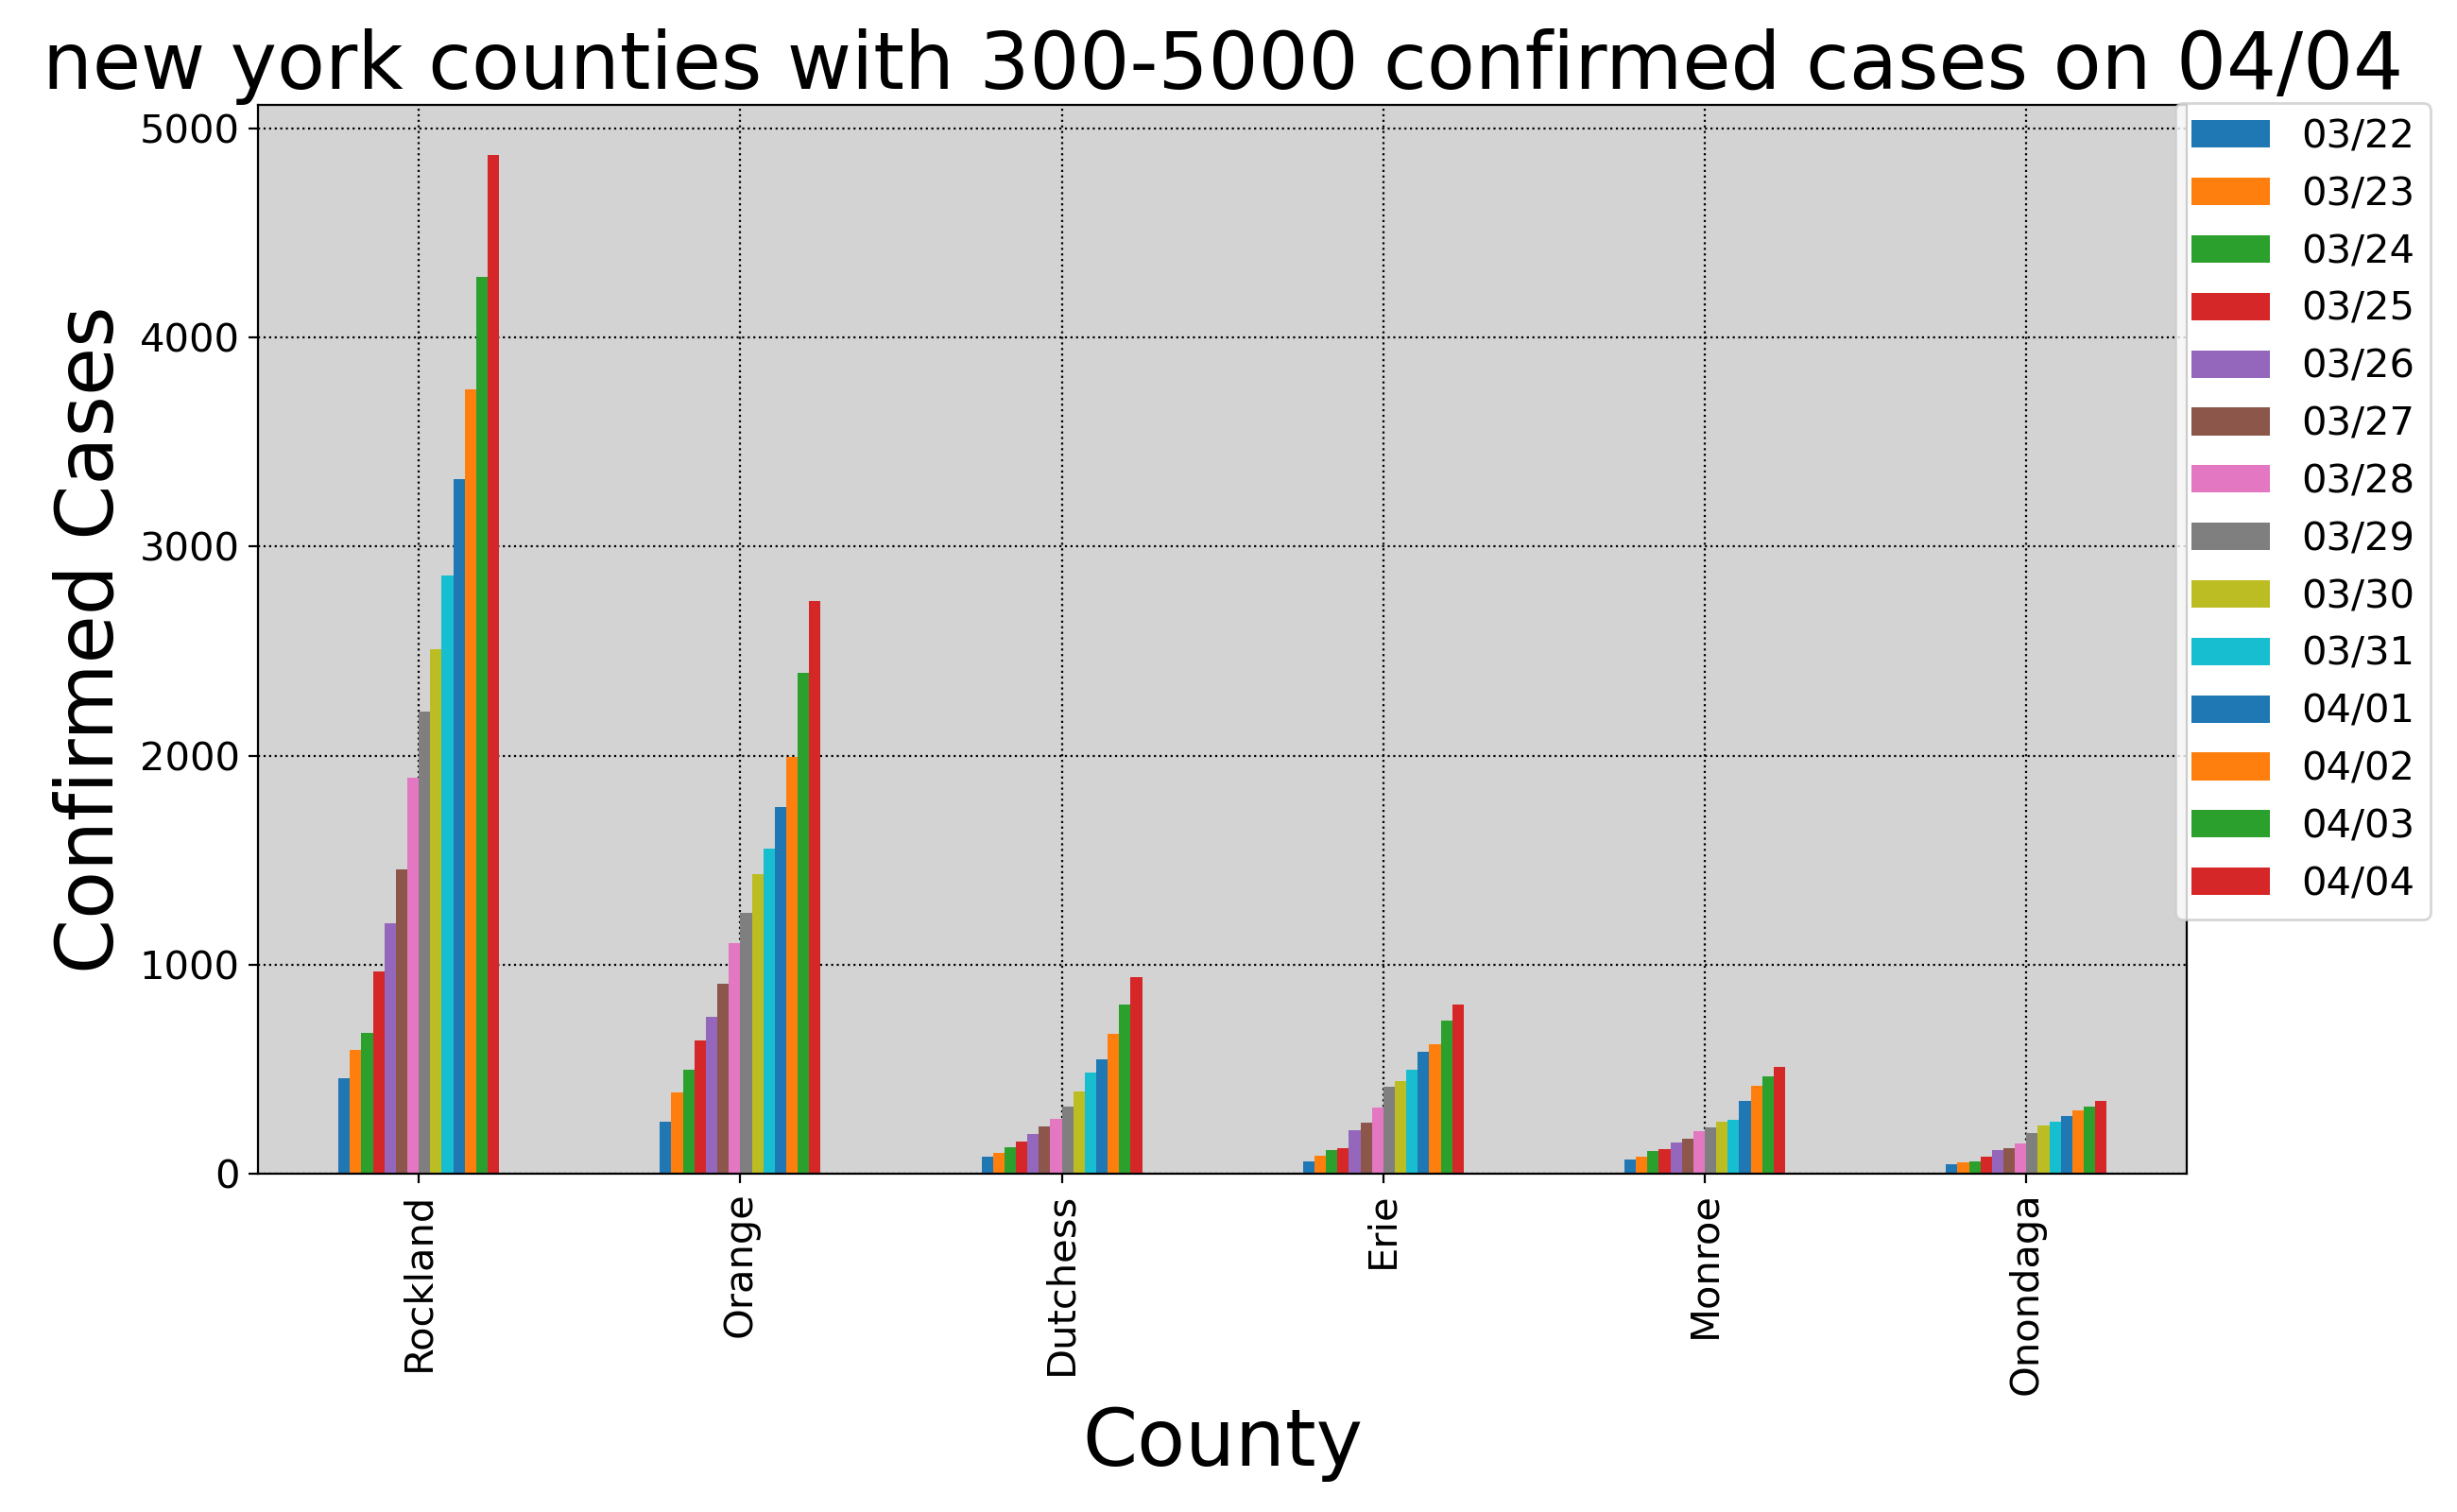 new york counties with 300-5000 confirmed cases on 04/04
Confirmed Cases
5000
4000
3000
2000
1000
0
03/22
03/23
03/24
03/25
03/26
03/27
03/28
03/29
03/30
03/31
04/01
04/02
04/03
04/04
Rockland
Orange
Dutchess
Erie
Monroe
Onondaga
County